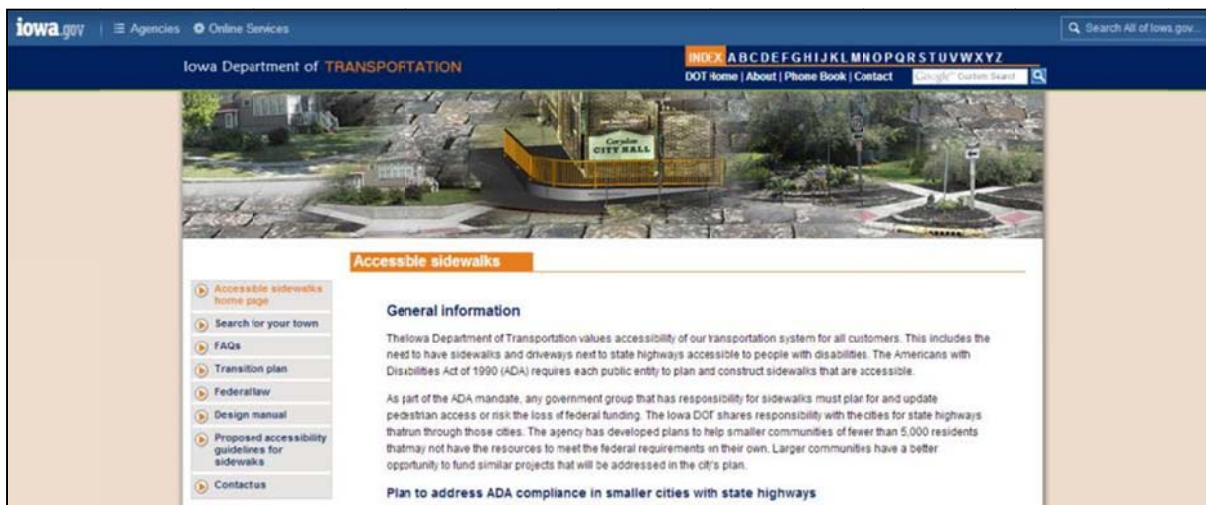 iowa.gov Agencies Online Services Search All of Iowa.gov...
Iowa Department of TRANSPORTATION
INDEX A B C D E F G H I J K L M N O P Q R S T U V W X Y Z
DOT Home | About | Phone Book | Contact Google™ Custom Search
Corydon
CITY HALL
Accessble sidewalks
Accessible sidewalks
home page
Search for your town
FAQs
Transition plan
Federal law
Design manual
Proposed accessibility
guidelines for
sidewaks
Contact us
General information
TheIowa Department of Transportation values accessibility of our transportation system for all customers. This includes the
need to have sidewalks and driveways next to state highways accessible to people with disabilities. The Americans with
Disabilities Act of 1990 (ADA) requires each public entity to plan and construct sidewalks that are accessible.
As part of the ADA mandate, any government group that has responsibility for sidewalks must plan for and update
pedestrian access or risk the loss of federal funding. The Iowa DOT shares responsibility with the cities for state highways
that run through those cities. The agency has developed plans to help smaller communities of fewer than 5,000 residents
that may not have the resources to meet the federal requirements on their own. Larger communities have a better
opportunity to fund similar projects that will be addressed in the city's plan.
Plan to address ADA compliance in smaller cities with state highways